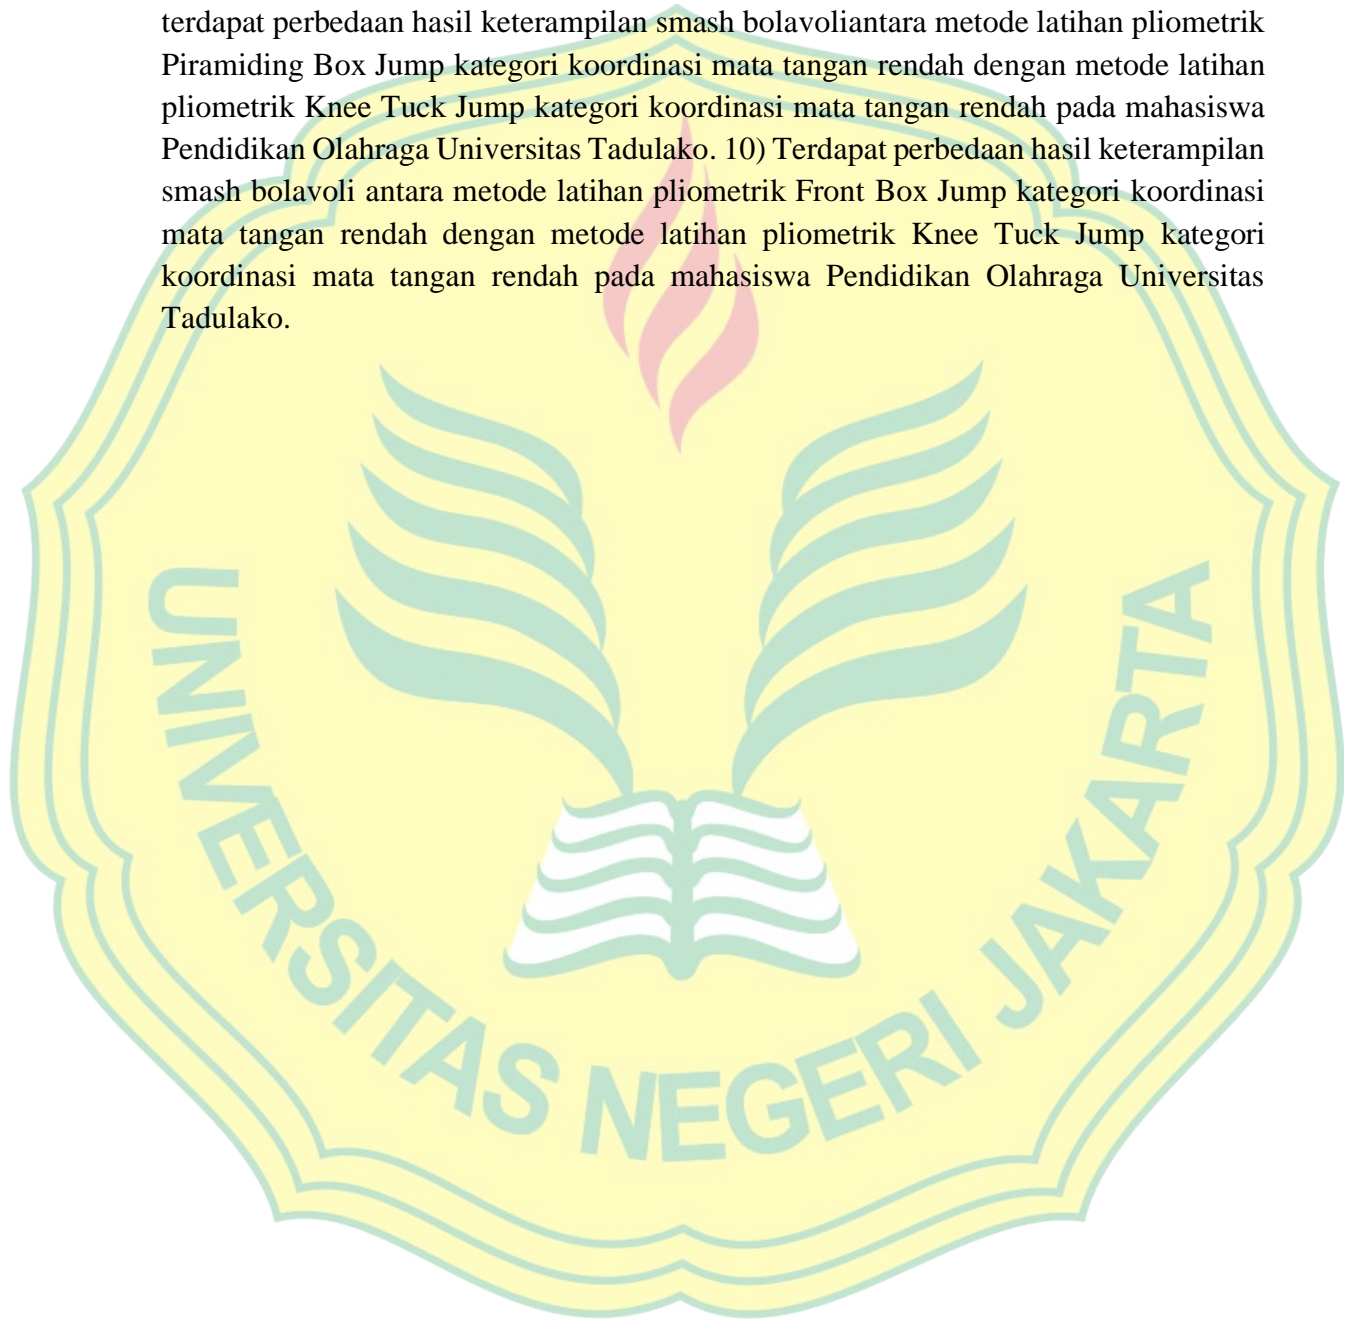 terdapat perbedaan hasil keterampilan smash bolavoliantara metode latihan pliometrik
Piramiding Box Jump kategori koordinasi mata tangan rendah dengan metode latihan
pliometrik Knee Tuck Jump kategori koordinasi mata tangan rendah pada mahasiswa
Pendidikan Olahraga Universitas Tadulako. 10) Terdapat perbedaan hasil keterampilan
smash bolavoli antara metode latihan pliometrik Front Box Jump kategori koordinasi
mata tangan rendah dengan metode latihan pliometrik Knee Tuck Jump kategori
koordinasi mata tangan rendah pada mahasiswa Pendidikan Olahraga Universitas
Tadulako.
UNIVERSITAS NEGERI JAKARTA